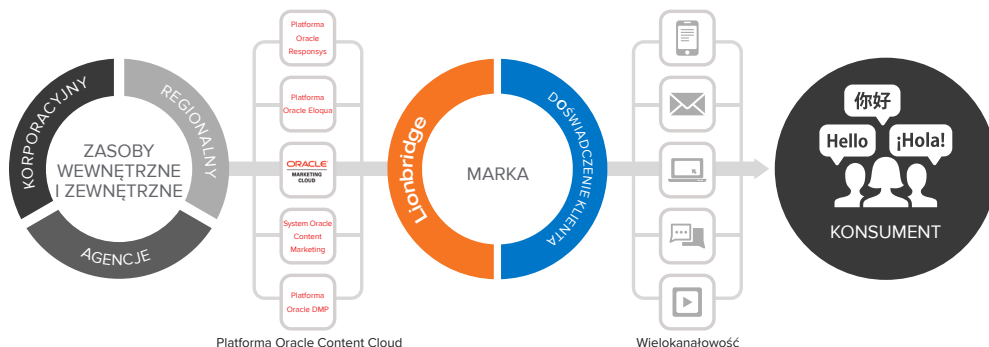 KORPORACYJNY
REGIONALNY
AGENCJE
ZASOBY
WEWNĘTRZNE
I ZEWNĘTRZNE
Platforma
Oracle
Responsys
Platforma
Oracle Eloqua
ORACLE
MARKETING
CLOUD
System Oracle
Content
Marketing
Platforma
Oracle DMP
Platforma Oracle Content Cloud
Lionbridge
MARKA
DOŚWIADCZENIE KLIENTA
Wielokanałowość
你好
Hello
¡Hola!
KONSUMENT